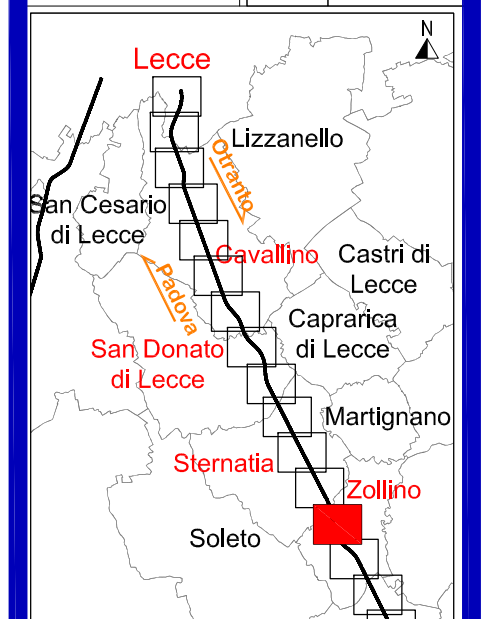 N
Lecce
Lizzanello
Otranto
San Cesario
di Lecce
Cavallino
Castri di
Lecce
Padova
Caprarica
di Lecce
San Donato
di Lecce
Martignano
Sternatia
Zollino
Soleto